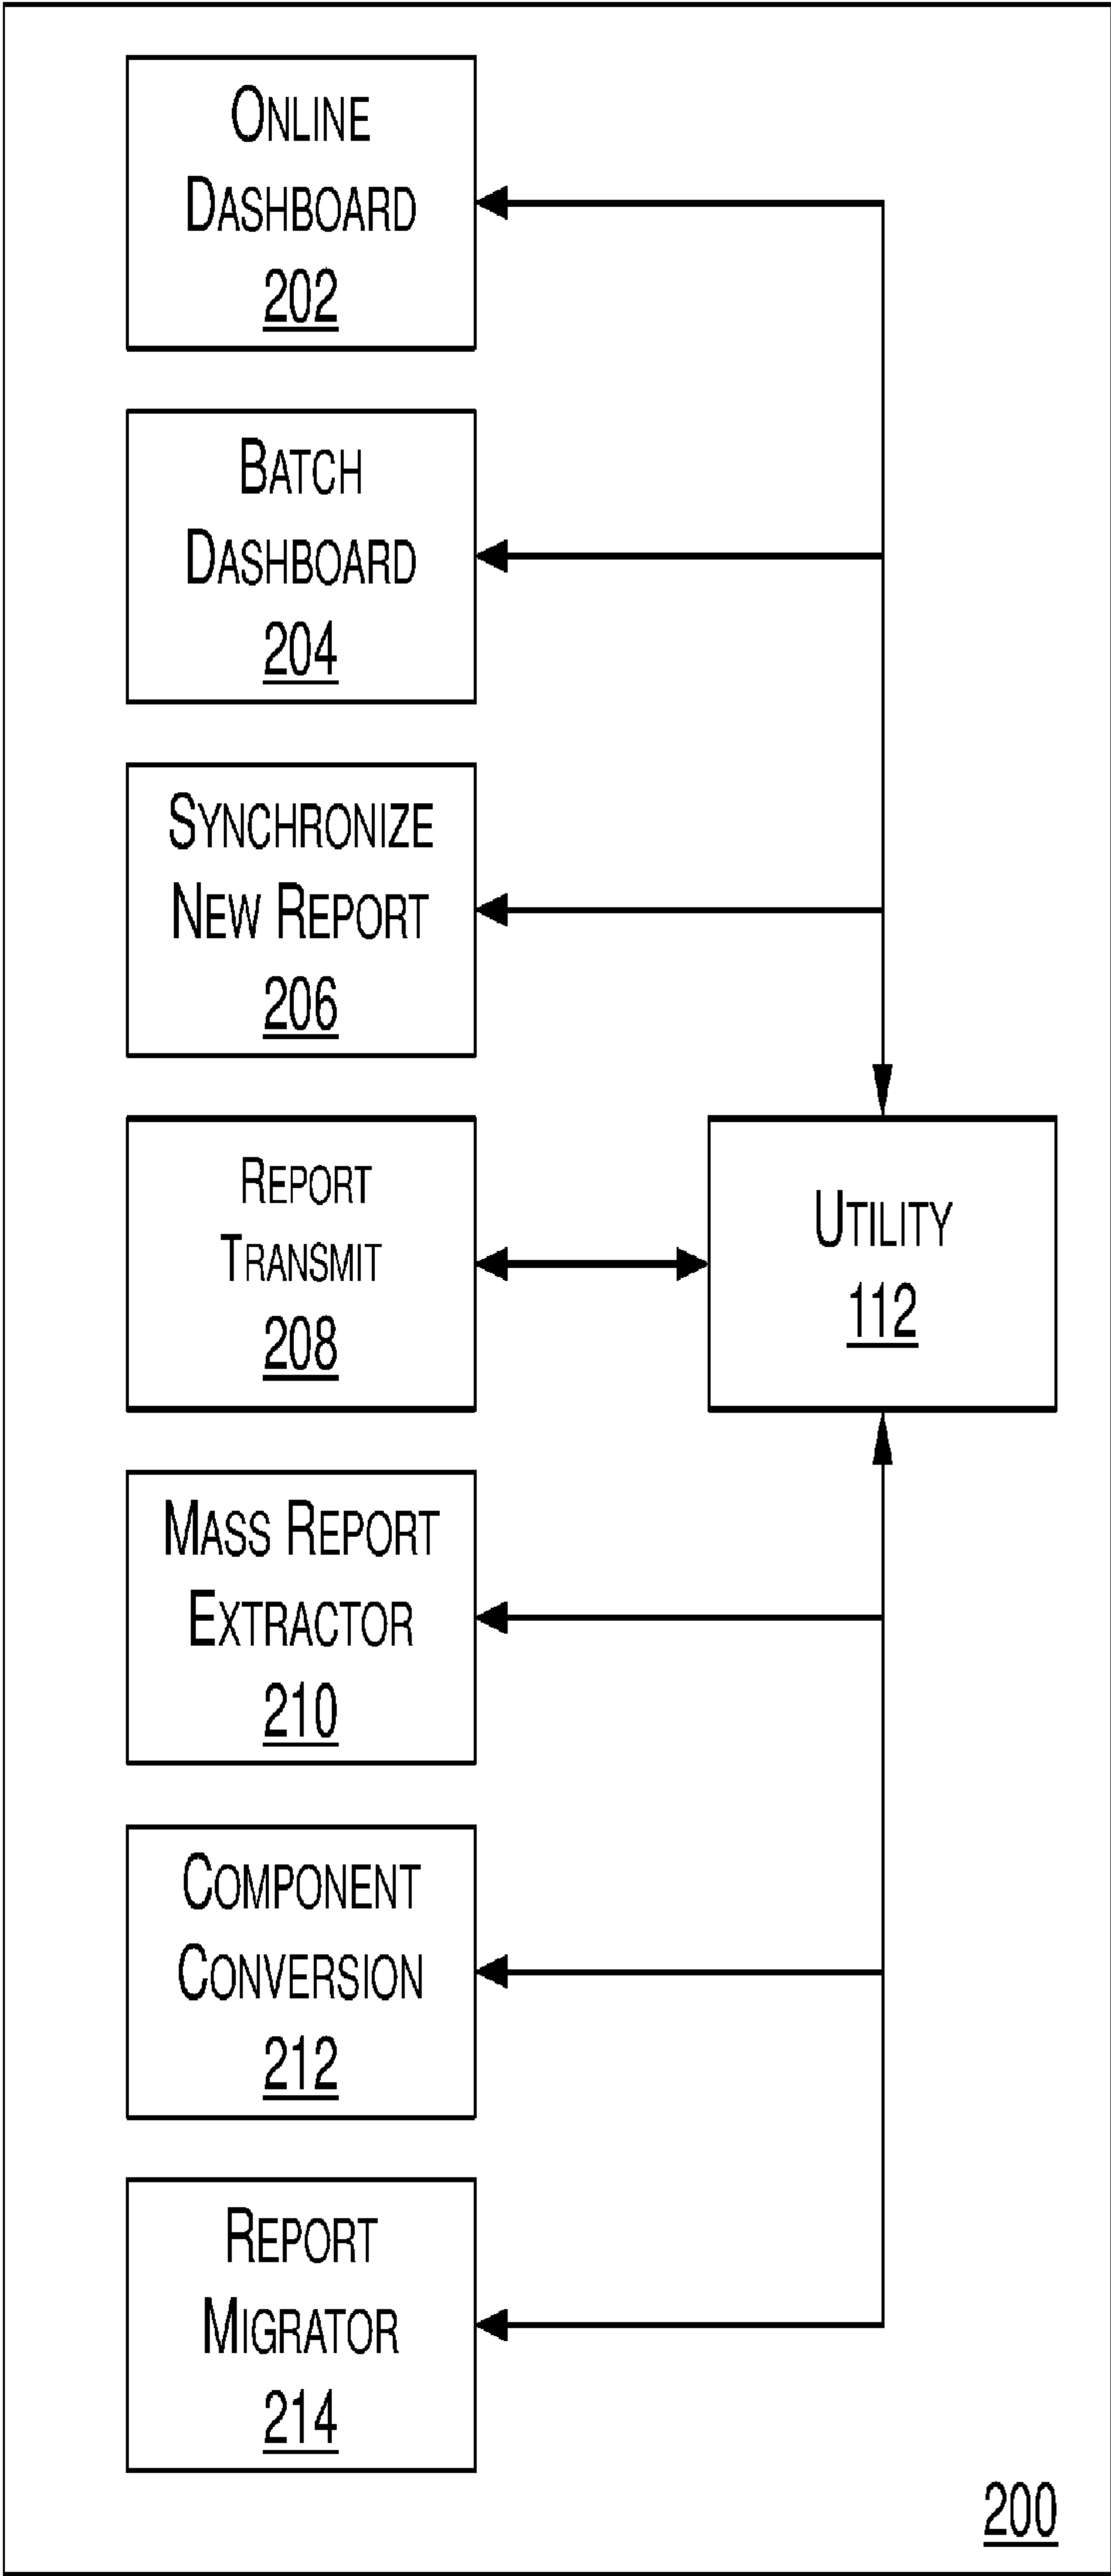 ONLINE
DASHBOARD
202
BATCH
DASHBOARD
204
SYNCHRONIZE
NEW REPORT
206
REPORT
TRANSMIT
208
UTILITY
112
MASS REPORT
EXTRACTOR
210
COMPONENT
CONVERSION
212
REPORT
MIGRATOR
214
200